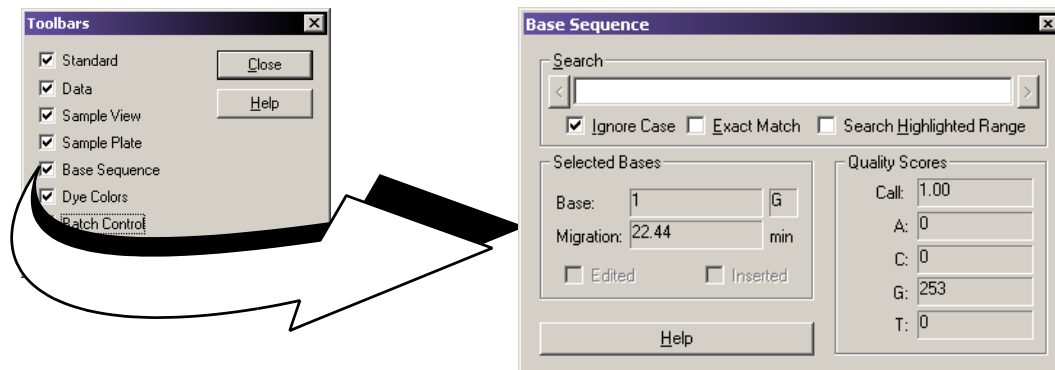 Toolbars
Standard
Close
Data
Help
Sample View
Sample Plate
Base Sequence
Dye Colors
Batch Control
Base Sequence
Search
< >
Ignore Case Exact Match Search Highlighted Range
Selected Bases
Base: 1 G
Migration: 22.44 min
Edited Inserted
Help
Quality Scores
Call: 1.00
A: 0
C: 0
G: 253
T: 0